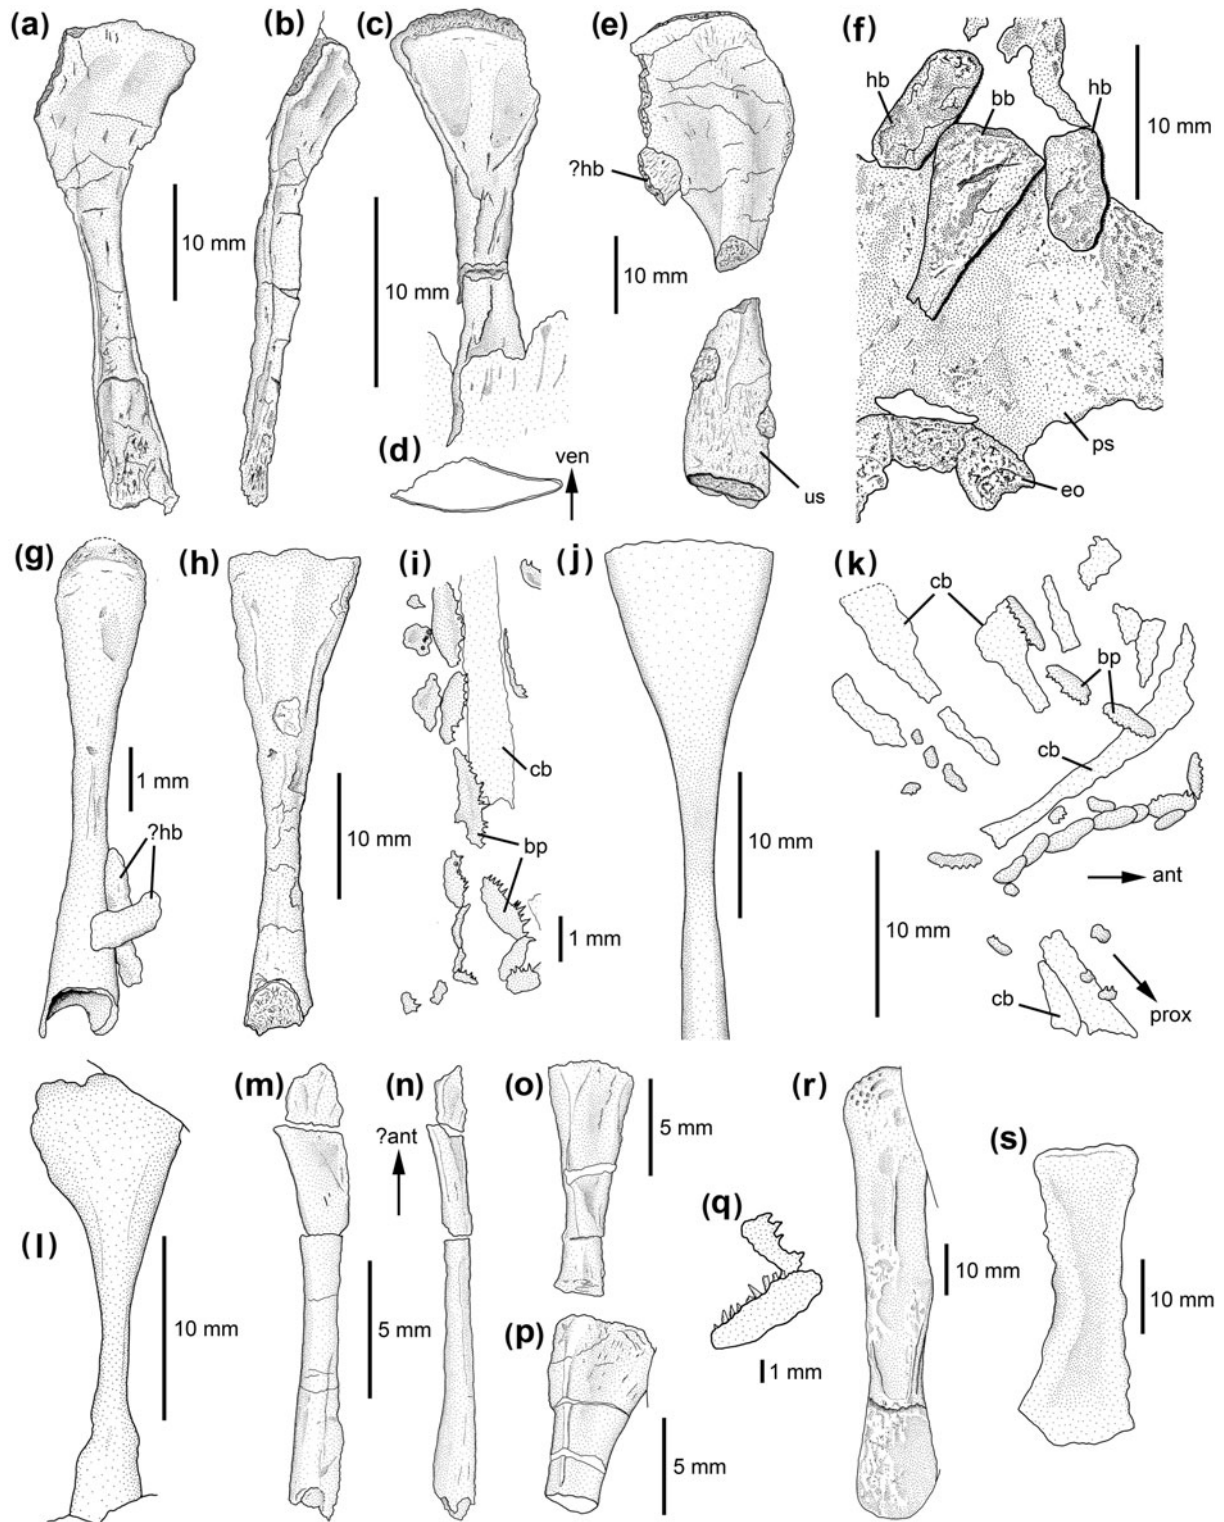 (a)
(b)
(c)
(e)
(f)
hb
bb
hb
10 mm
10 mm
?hb
10 mm
10 mm
(d)
ven
us
ps
eo
(g)
(h)
(i)
(j)
(k)
cb
bp
1 mm
?hb
10 mm
cb
bp
1 mm
10 mm
cb
ant
10 mm
cb
prox
(l)
10 mm
(m)
(n)
?ant
5 mm
(o)
5 mm
(p)
5 mm
(q)
1 mm
(r)
10 mm
(s)
10 mm